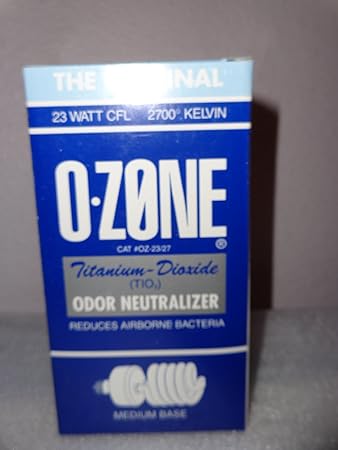 THE ORIGINAL
23 WATT CFL 2700° KELVIN
O·ZØNE®
CAT #OZ-23/27
Titanium-Dioxide
(TIO₂)
ODOR NEUTRALIZER
REDUCES AIRBORNE BACTERIA
MEDIUM BASE